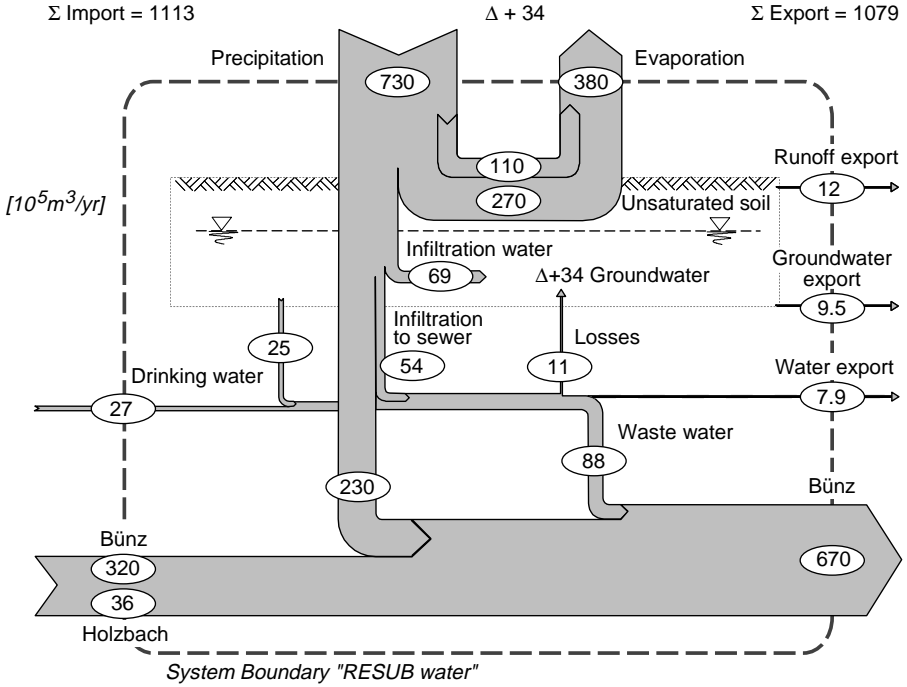 Σ Import = 1113
Δ + 34
Σ Export = 1079
Precipitation
Evaporation
730
380
110
Runoff export
12
[10⁵m³/yr]
270
Unsaturated soil
Infiltration water
69
Δ+34 Groundwater
Groundwater
export
9.5
Infiltration
to sewer
Losses
25
54
11
Drinking water
Water export
27
7.9
Waste water
88
230
Bünz
Bünz
320
670
36
Holzbach
System Boundary "RESUB water"